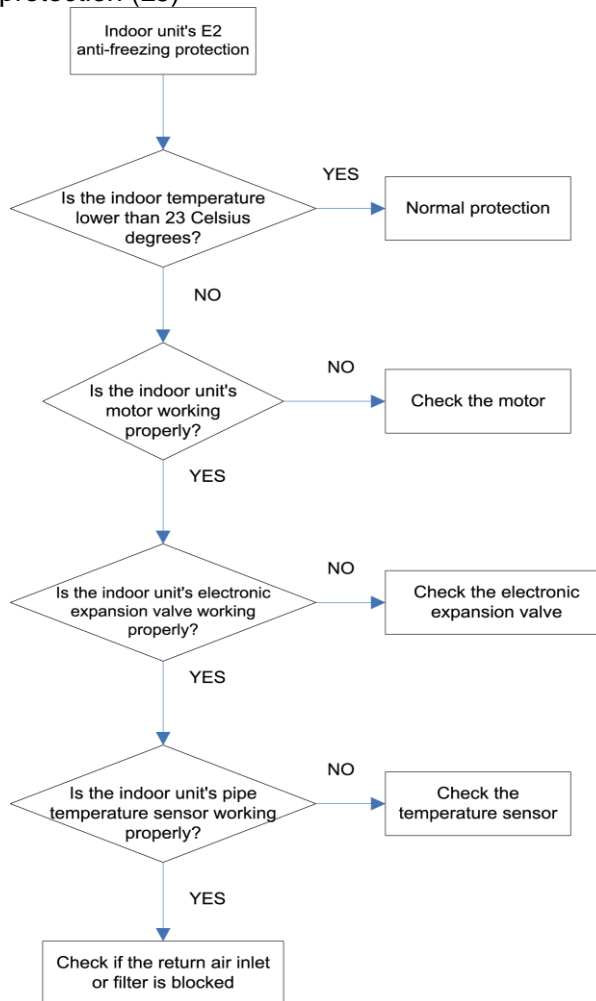 protection (E3)
Indoor unit's E2
anti-freezing protection
YES
Is the indoor temperature
lower than 23 Celsius
degrees?
Normal protection
NO
NO
Is the indoor unit's
motor working
properly?
Check the motor
YES
NO
Is the indoor unit's electronic
expansion valve working
properly?
Check the electronic
expansion valve
YES
NO
Is the indoor unit's pipe
temperature sensor working
properly?
Check the
temperature sensor
YES
Check if the return air inlet
or filter is blocked